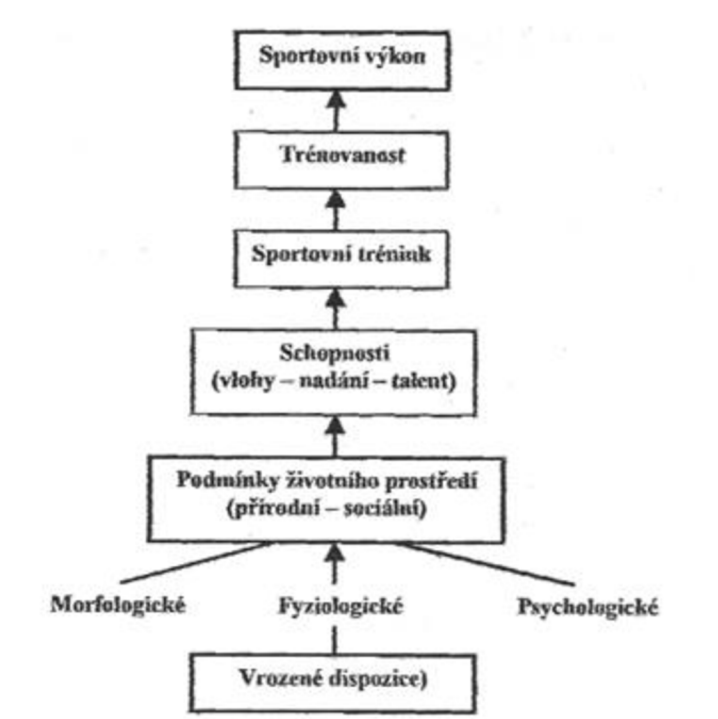 Sportovní výkon
Trénovanost
Sportovní trénink
Schopnosti
(vlohy – nadání – talent)
Podmínky životního prostředí
(přírodní – sociální)
Morfologické Fyziologické Psychologické
Vrozené dispozice)